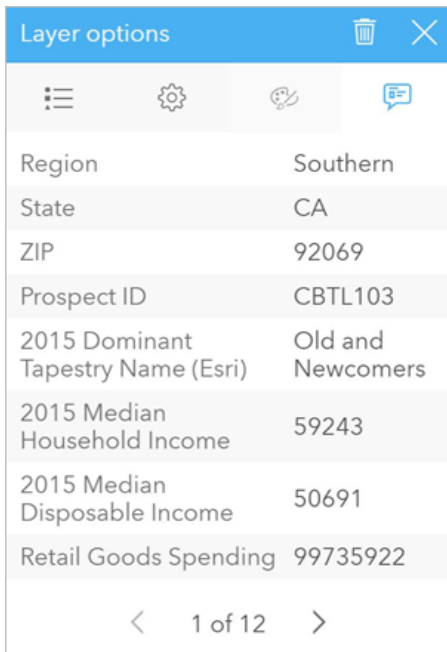 Layer options
Region Southern
State CA
ZIP 92069
Prospect ID CBTL103
2015 Dominant Old and
Tapestry Name (Esri) Newcomers
2015 Median
Household Income 59243
2015 Median
Disposable Income 50691
Retail Goods Spending 99735922
1 of 12